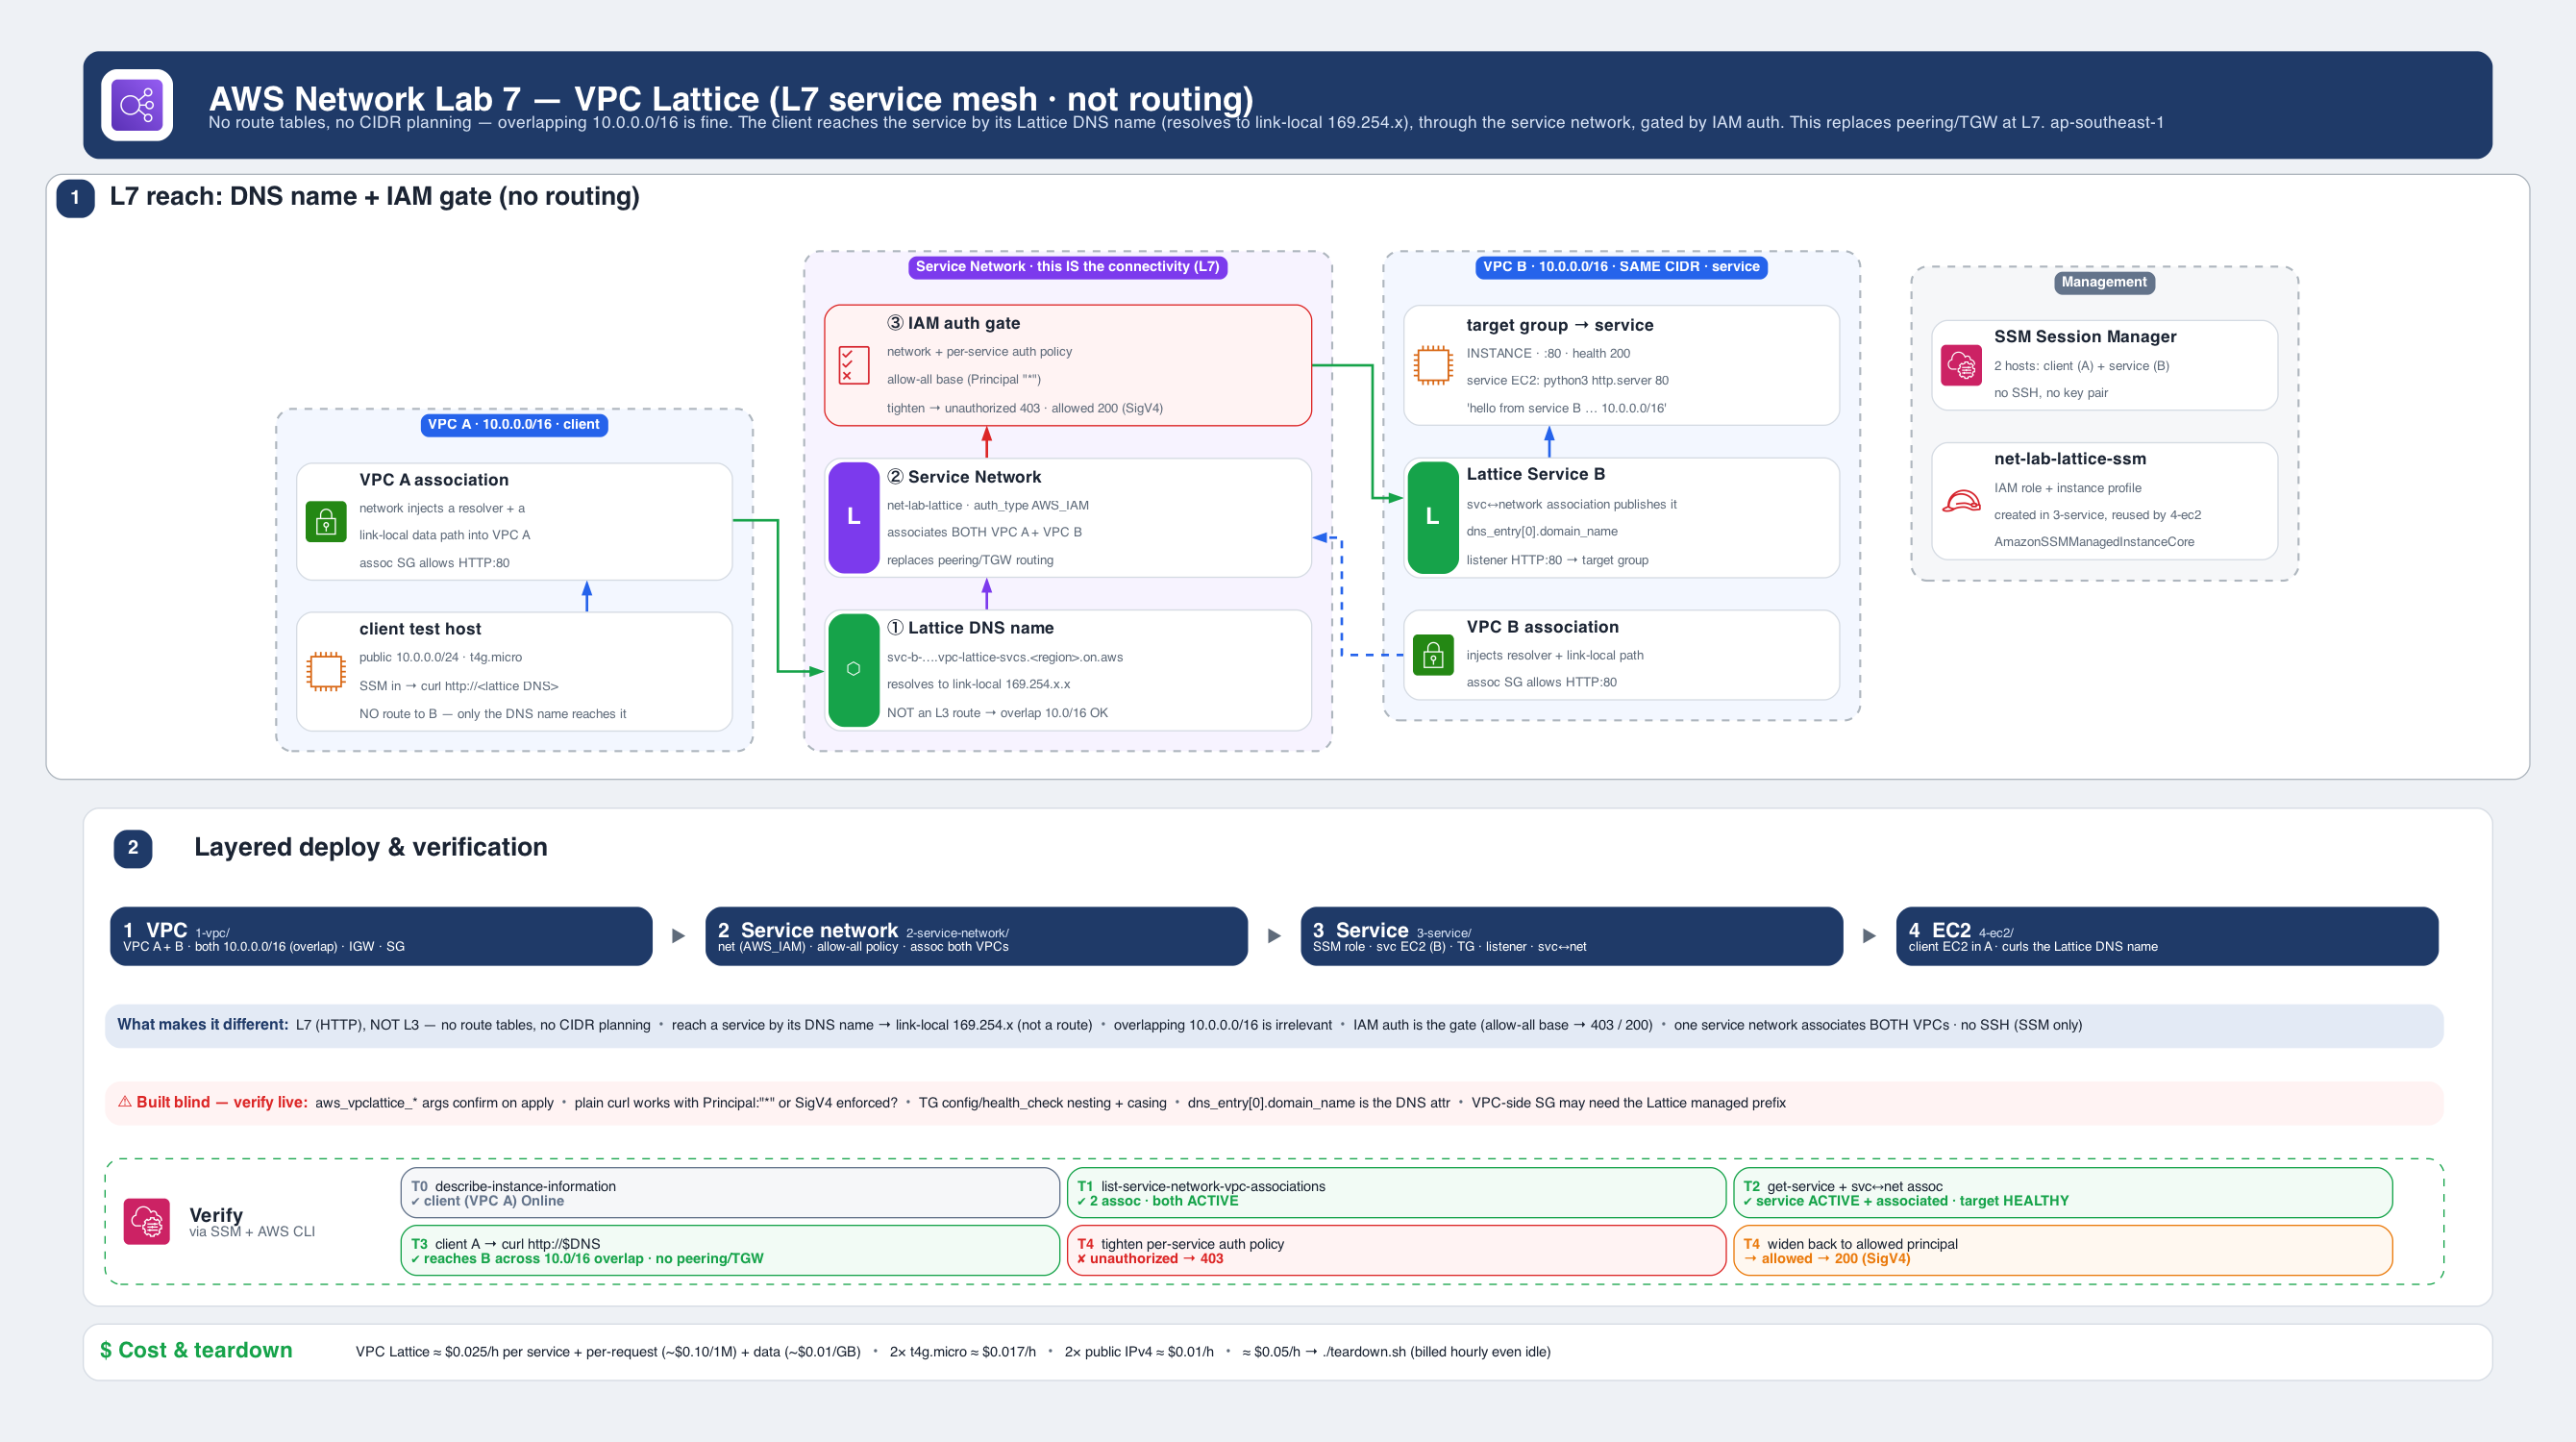 AWS Network Lab 7 — VPC Lattice (L7 service mesh · not routing)
No route tables, no CIDR planning — overlapping 10.0.0.0/16 is fine. The client reaches the service by its Lattice DNS name (resolves to link-local 169.254.x), through the service network, gated by IAM auth. This replaces peering/TGW at L7. ap-southeast-1
1
L7 reach: DNS name + IAM gate (no routing)
VPC A · 10.0.0.0/16 · client
VPC A association
network injects a resolver + a
link-local data path into VPC A
assoc SG allows HTTP:80
client test host
public 10.0.0.0/24 · t4g.micro
SSM in → curl http://<lattice DNS>
NO route to B — only the DNS name reaches it
Service Network · this IS the connectivity (L7)
③ IAM auth gate
network + per-service auth policy
allow-all base (Principal "*")
tighten → unauthorized 403 · allowed 200 (SigV4)
L
② Service Network
net-lab-lattice · auth_type AWS_IAM
associates BOTH VPC A + VPC B
replaces peering/TGW routing
① Lattice DNS name
svc-b-....vpc-lattice-svcs.<region>.on.aws
resolves to link-local 169.254.x.x
NOT an L3 route → overlap 10.0/16 OK
VPC B · 10.0.0.0/16 · SAME CIDR · service
target group → service
INSTANCE · :80 · health 200
service EC2: python3 http.server 80
'hello from service B … 10.0.0.0/16'
L
Lattice Service B
svc↔network association publishes it
dns_entry[0].domain_name
listener HTTP:80 → target group
VPC B association
injects resolver + link-local path
assoc SG allows HTTP:80
Management
SSM Session Manager
2 hosts: client (A) + service (B)
no SSH, no key pair
net-lab-lattice-ssm
IAM role + instance profile
created in 3-service, reused by 4-ec2
AmazonSSMManagedInstanceCore
2
Layered deploy & verification
1 VPC 1-vpc/
VPC A + B · both 10.0.0.0/16 (overlap) · IGW · SG
2 Service network 2-service-network/
net (AWS_IAM) · allow-all policy · assoc both VPCs
3 Service 3-service/
SSM role · svc EC2 (B) · TG · listener · svc↔net
4 EC2 4-ec2/
client EC2 in A · curls the Lattice DNS name
What makes it different: L7 (HTTP), NOT L3 — no route tables, no CIDR planning • reach a service by its DNS name → link-local 169.254.x (not a route) • overlapping 10.0.0.0/16 is irrelevant • IAM auth is the gate (allow-all base → 403 / 200) • one service network associates BOTH VPCs · no SSH (SSM only)
⚠ Built blind — verify live: aws_vpclattice_* args confirm on apply • plain curl works with Principal:"*" or SigV4 enforced? • TG config/health_check nesting + casing • dns_entry[0].domain_name is the DNS attr • VPC-side SG may need the Lattice managed prefix
Verify
via SSM + AWS CLI
T0 describe-instance-information
✔ client (VPC A) Online
T1 list-service-network-vpc-associations
✔ 2 assoc · both ACTIVE
T2 get-service + svc↔net assoc
✔ service ACTIVE + associated · target HEALTHY
T3 client A → curl http://$DNS
✔ reaches B across 10.0/16 overlap · no peering/TGW
T4 tighten per-service auth policy
✘ unauthorized → 403
T4 widen back to allowed principal
→ allowed → 200 (SigV4)
$ Cost & teardown
VPC Lattice ≈ $0.025/h per service + per-request (~$0.10/1M) + data (~$0.01/GB) • 2× t4g.micro ≈ $0.017/h • 2× public IPv4 ≈ $0.01/h • ≈ $0.05/h → ./teardown.sh (billed hourly even idle)